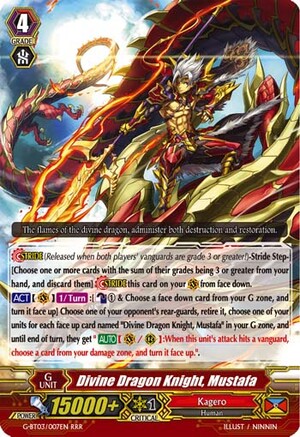 4
GRADE
The flames of the divine dragon, administer both destruction and restoration.
STRIDE (Released when both players' vanguards are grade 3 or greater!)-Stride Step-
[Choose one or more cards with the sum of their grades being 3 or greater from your
hand, and discard them] STRIDE this card on your from face down.
ACT 1/Turn :[ & Choose a face down card from your G zone, and
turn it face up] Choose one of your opponent's rear-guards, retire it, choose one of your
units for each face up card named "Divine Dragon Knight, Mustafa" in your G zone, and
until end of turn, they get " AUTO :When this unit's attack hits a vanguard,
choose a card from your damage zone, and turn it face up.".
G
UNIT
Divine Dragon Knight, Mustafa
POWER
15000+
1
CRITICAL
Kagero
Human
G-BT03/007EN RRR
ILLUST / NINNIN